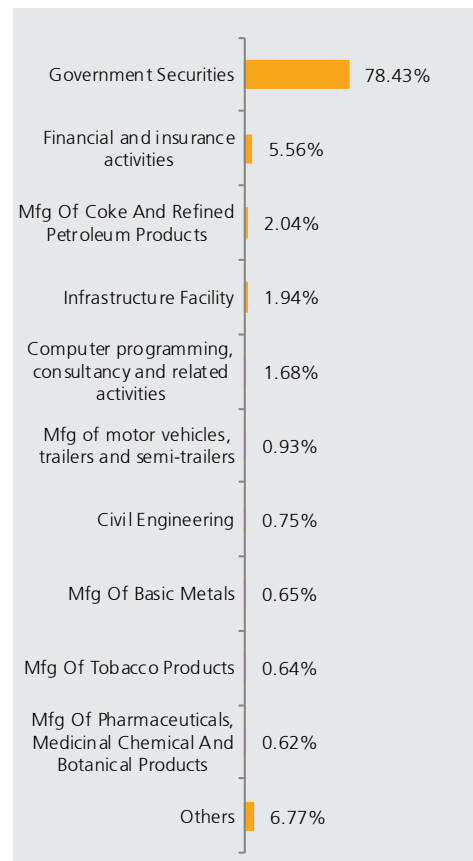 Government Securities 78.43%
Financial and insurance
activities 5.56%
Mfg Of Coke And Refined
Petroleum Products 2.04%
Infrastructure Facility 1.94%
Computer programming,
consultancy and related
activities 1.68%
Mfg of motor vehicles,
trailers and semi-trailers 0.93%
Civil Engineering 0.75%
Mfg Of Basic Metals 0.65%
Mfg Of Tobacco Products 0.64%
Mfg Of Pharmaceuticals,
Medicinal Chemical And
Botanical Products 0.62%
Others 6.77%